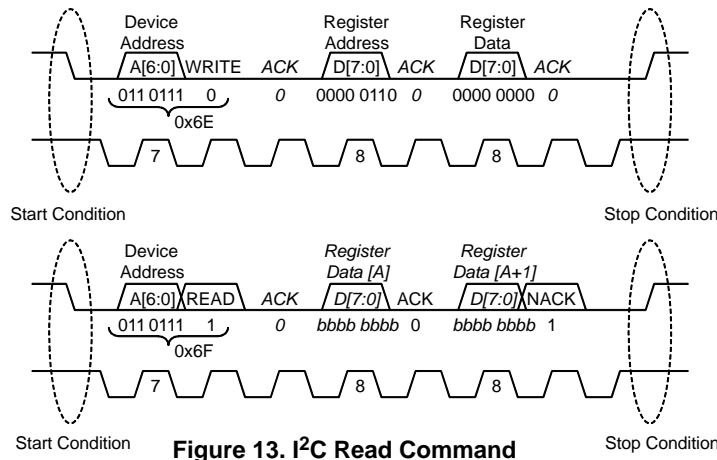 Device Address Register Address Register Data
A[6:0] WRITE ACK D[7:0] ACK D[7:0] ACK
011 0111 0 0 0000 0110 0 0000 0000 0
0x6E
7 8 8
Start Condition Stop Condition
Device Address Register Data [A] Register Data [A+1]
A[6:0] READ ACK D[7:0] ACK D[7:0] NACK
011 0111 1 0 bbbb bbbb 0 bbbb bbbb 1
0x6F
7 8 8
Start Condition Stop Condition
Figure 13. I²C Read Command